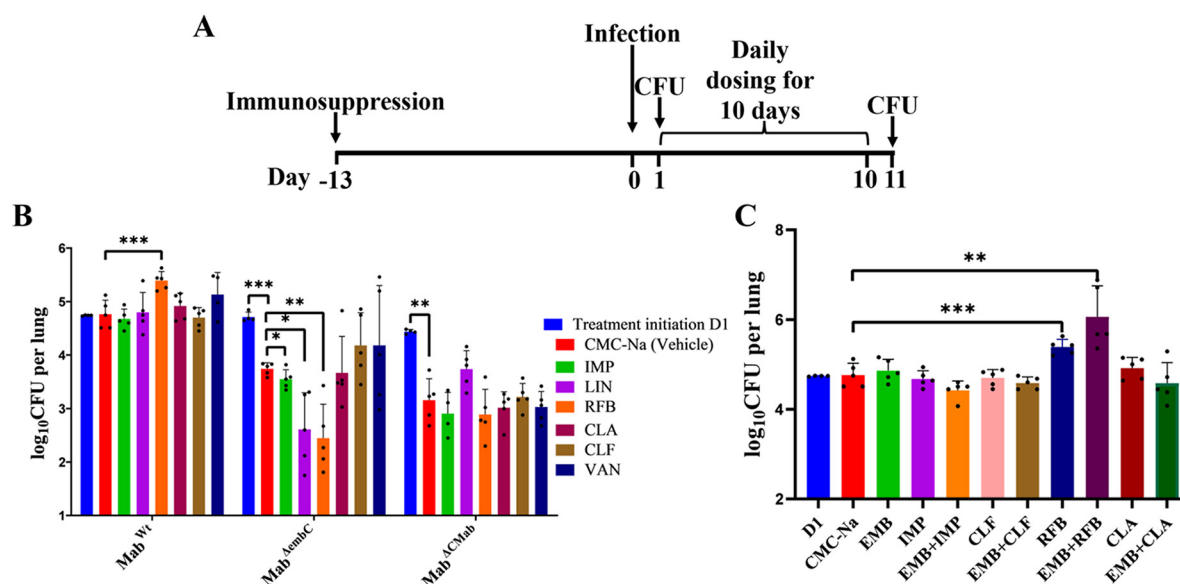 A
Immunosuppression
Infection
CFU
Daily
dosing for
10 days
CFU
Day -13 0 1 10 11
B
log10CFU per lung
6
5
4
3
2
1
***
***
**
*
*
**
Mab Wt
Mab ΔembC
Mab ΔCMab
Treatment initiation D1
CMC-Na (Vehicle)
IMP
LIN
RFB
CLA
CLF
VAN
C
log10CFU per lung
8
6
4
2
**
***
D1
CMC-Na
EMB
IMP
EMB+IMP
CLF
EMB+CLF
RFB
EMB+RFB
CLA
EMB+CLA